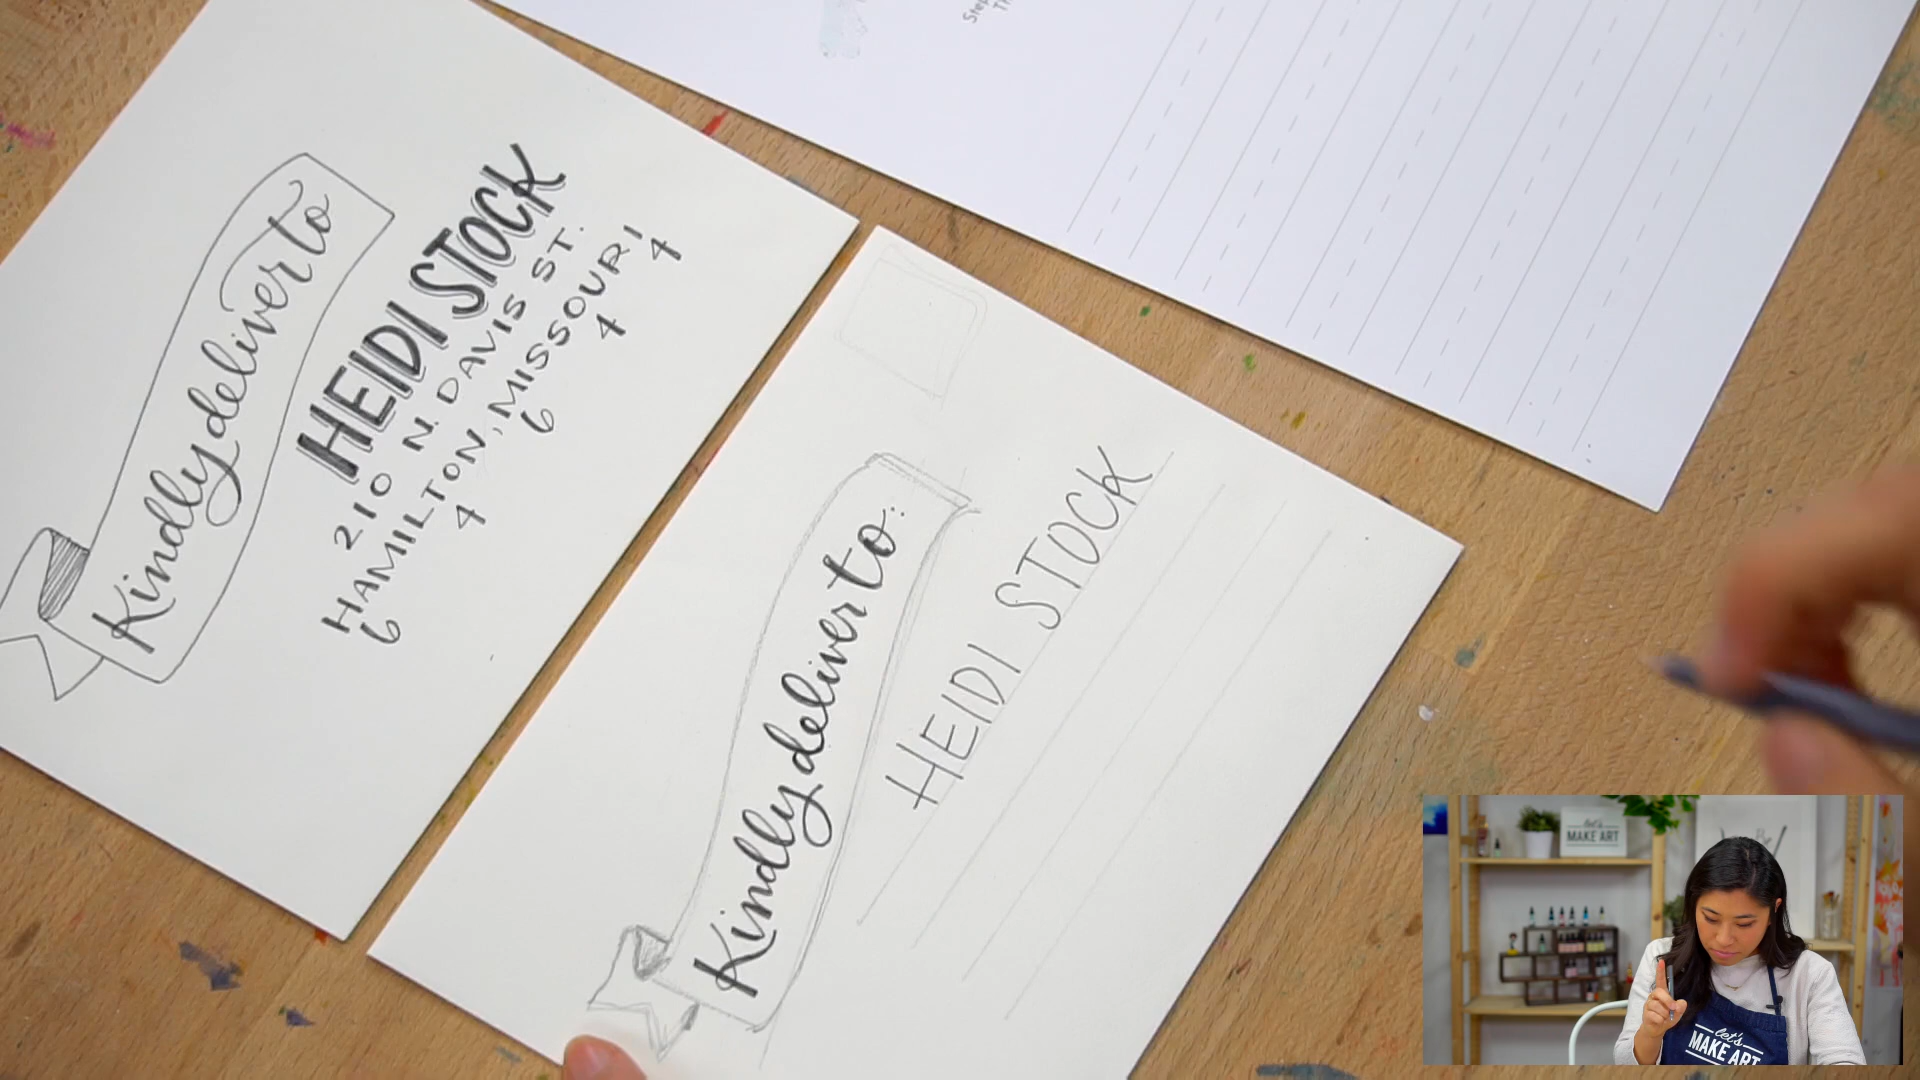 Kindly deliver to
HEIDI STOCK
210 N. DAVIS ST.
HAMILTON, MISSOURI
6 4 6 4 4
Kindly deliver to:
HEIDI STOCK
let's
MAKE ART
let's
MAKE ART